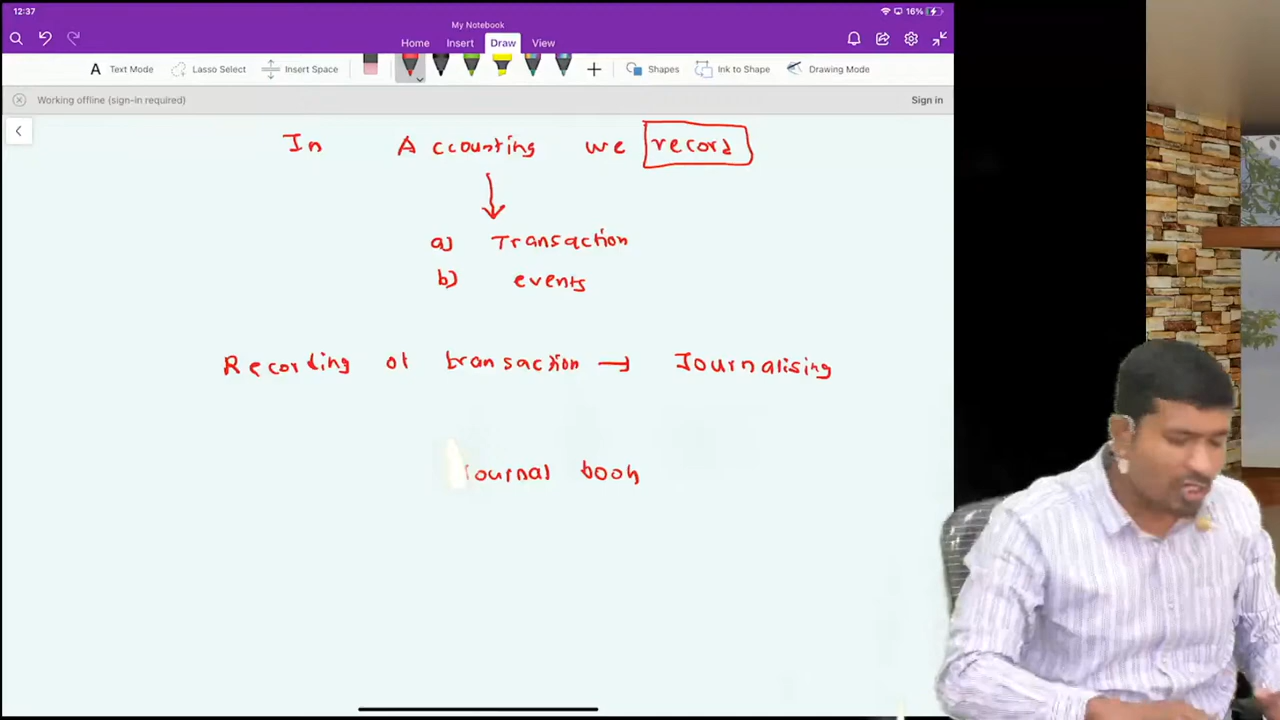 12:37
16%
My Notebook
Home Insert Draw View
Text Mode Lasso Select Insert Space Shapes Ink to Shape Drawing Mode
Working offline (sign-in required) Sign in
In Accounting we record
a) Transaction
b) events
Recording of transaction → Journalising
Journal book